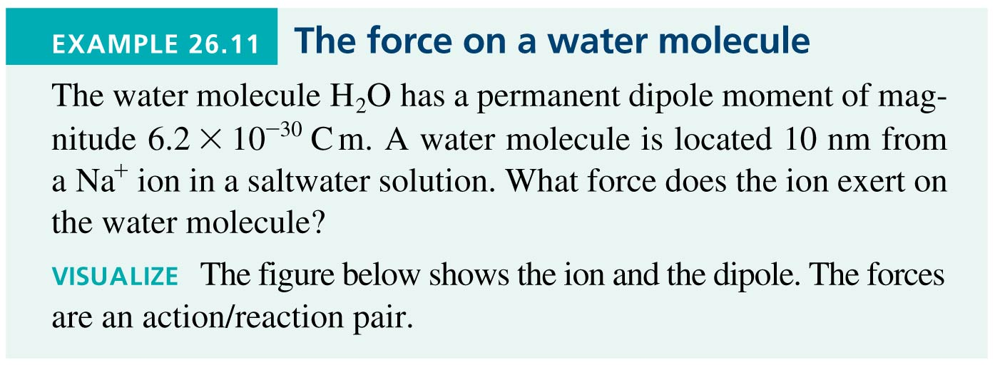 EXAMPLE 26.11 The force on a water molecule
The water molecule H₂O has a permanent dipole moment of mag-
nitude 6.2 × 10⁻³⁰ C m. A water molecule is located 10 nm from
a Na⁺ ion in a saltwater solution. What force does the ion exert on
the water molecule?
VISUALIZE The figure below shows the ion and the dipole. The forces
are an action/reaction pair.